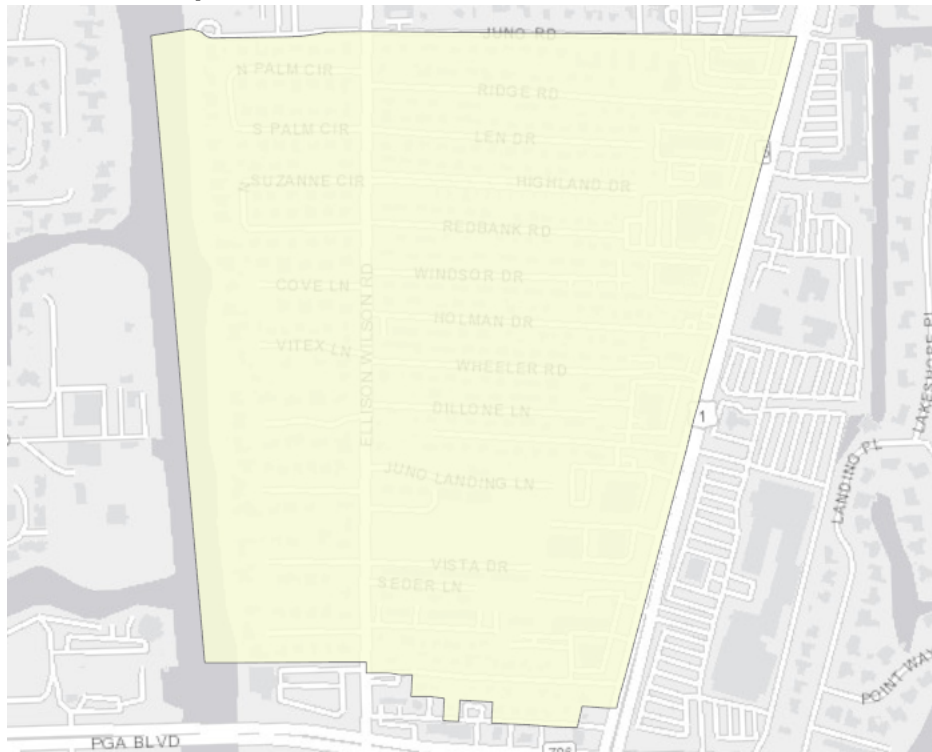 JUNO RD
N PALM CIR
RIDGE RD
S PALM CIR
LEN DR
N SUZANNE CIR
HIGHLAND DR
REDBANK RD
WINDSOR DR
COVE LN
HOLMAN DR
VITEX LN
WHEELER RD
ELLISON WILSON RD
DILLONE LN
1
JUNO LANDING LN
VISTA DR
SEDER LN
LAKESHORE PL
LANDING PL
POINT WAY
PGA BLVD